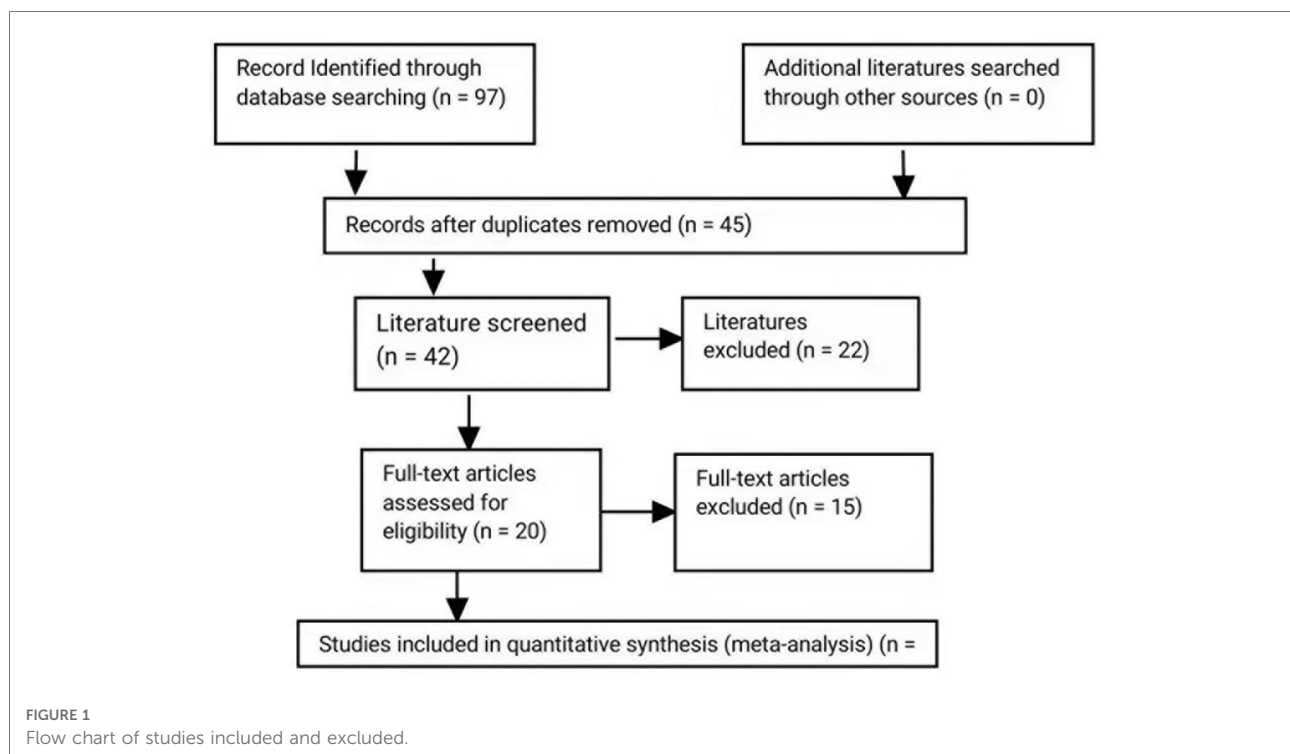 Record Identified through
database searching (n = 97)
Additional literatures searched
through other sources (n = 0)
Records after duplicates removed (n = 45)
Literature screened
(n = 42)
Literatures
excluded (n = 22)
Full-text articles
assessed for
eligibility (n = 20)
Full-text articles
excluded (n = 15)
Studies included in quantitative synthesis (meta-analysis) (n =
FIGURE 1
Flow chart of studies included and excluded.